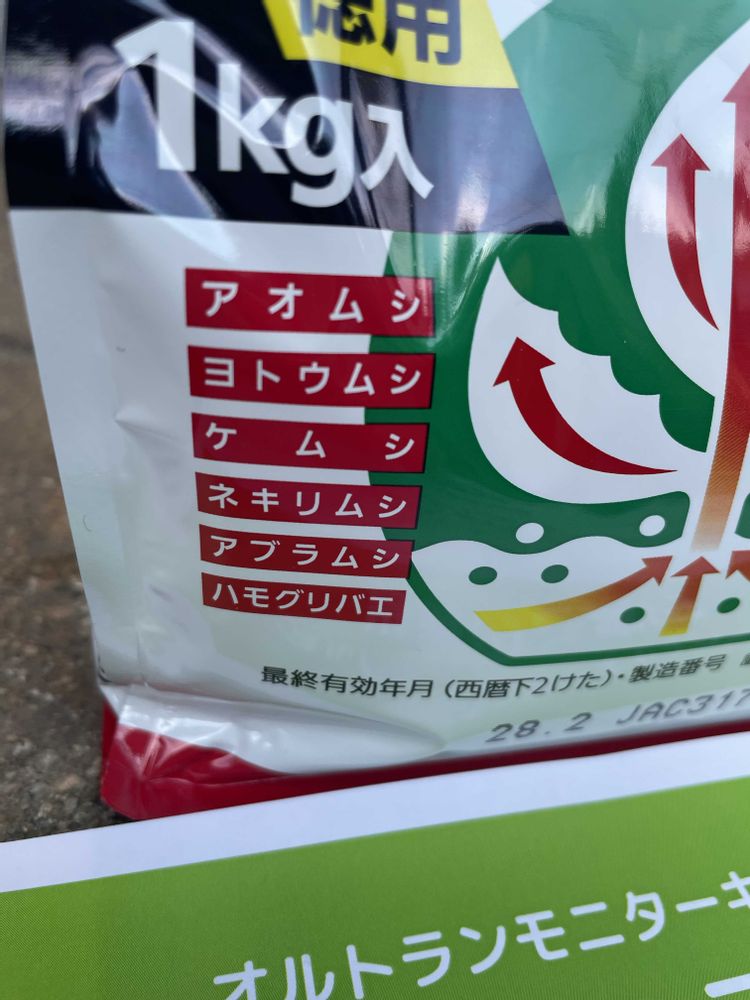 徳用
1kg入
アオムシ
ヨトウムシ
ケムシ
ネキリムシ
アブラムシ
ハモグリバエ
最終有効年月(西暦下2けた)・製造番号
28.2 JAC317
オルトランモニターキ